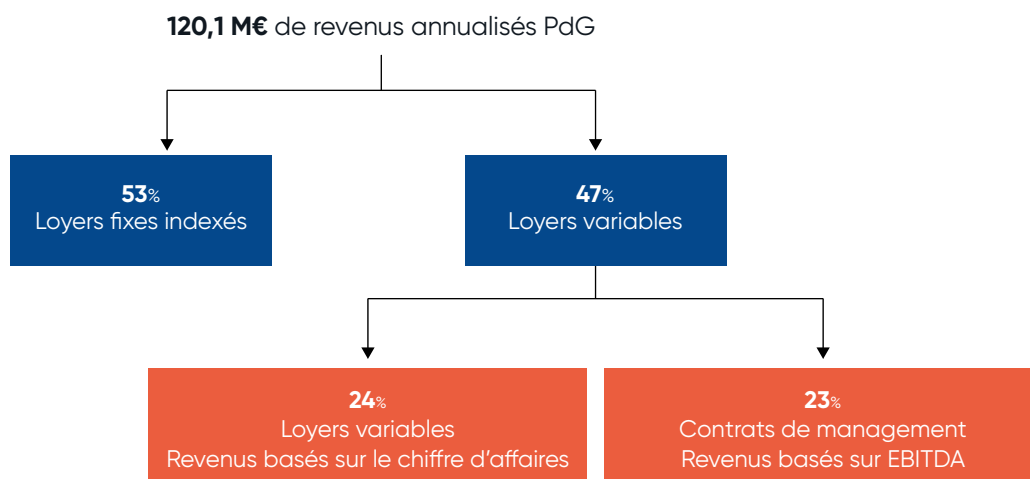 120,1 M€ de revenus annualisés PdG
53%
Loyers fixes indexés
47%
Loyers variables
24%
Loyers variables
Revenus basés sur le chiffre d’affaires
23%
Contrats de management
Revenus basés sur EBITDA